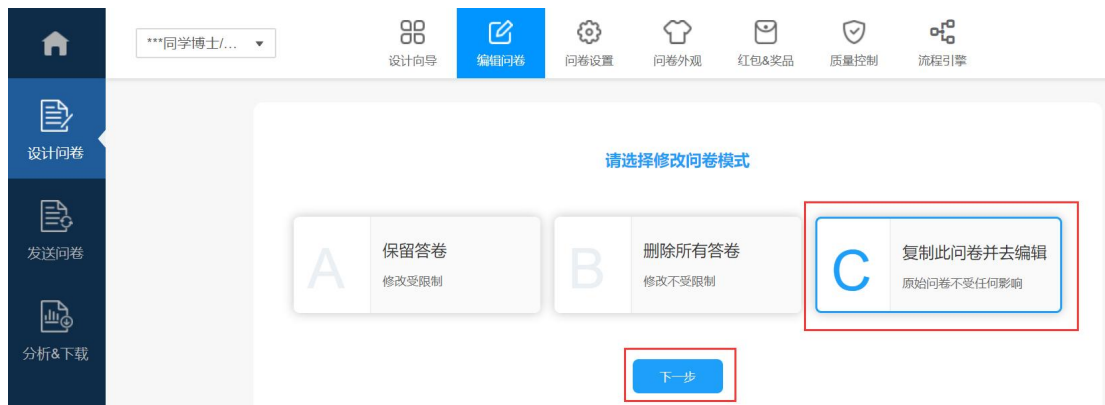 ***同学博士/...
设计向导
编辑问卷
问卷设置
问卷外观
红包&奖品
质量控制
流程引擎
设计问卷
发送问卷
分析&下载
请选择修改问卷模式
A
保留答卷
修改受限制
B
删除所有答卷
修改不受限制
C
复制此问卷并去编辑
原始问卷不受任何影响
下一步